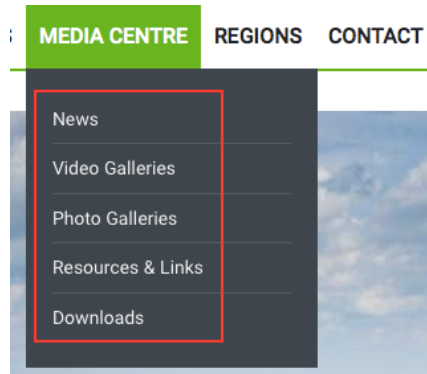 MEDIA CENTRE REGIONS CONTACT
News
Video Galleries
Photo Galleries
Resources & Links
Downloads